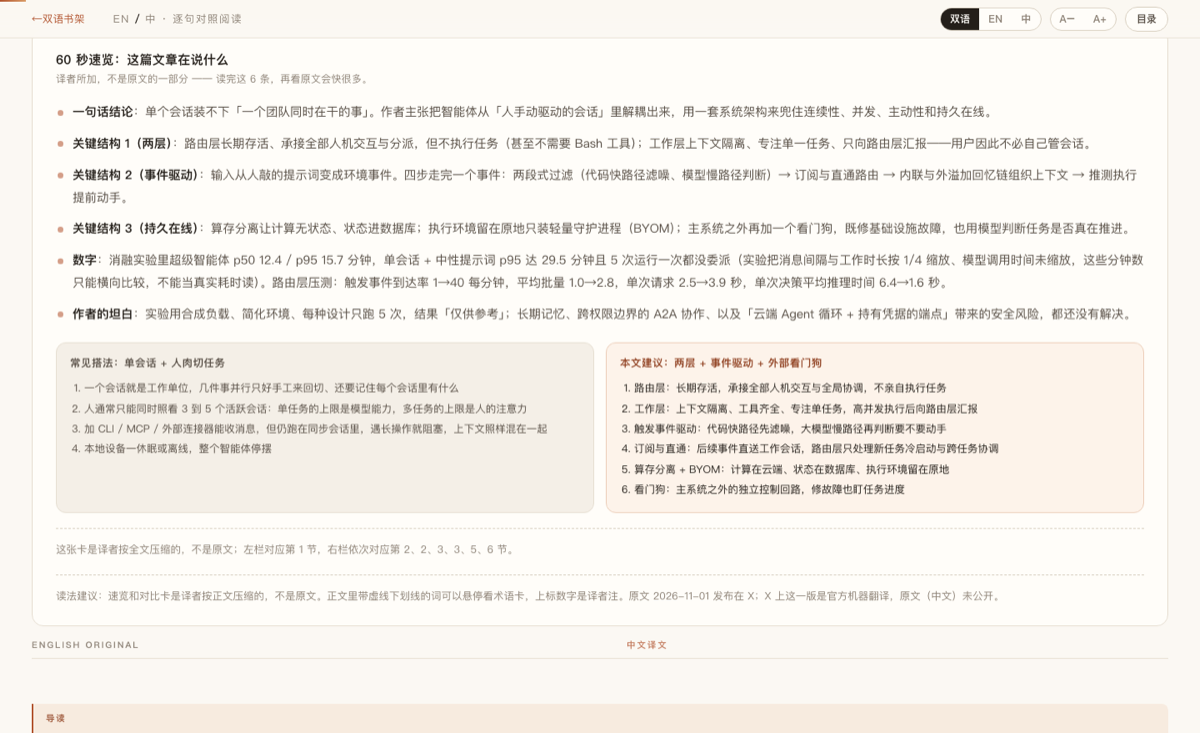 ←双语书架 EN / 中 · 逐句对照阅读 双语 EN 中 A− A+ 目录
60 秒速览：这篇文章在说什么
译者所加，不是原文的一部分 —— 读完这 6 条，再看原文会快很多。
一句话结论：单个会话装不下「一个团队同时在干的事」。作者主张把智能体从「人手动驱动的会话」里解耦出来，用一套系统架构来兜住连续性、并发、主动性和持久在线。
关键结构 1（两层）：路由层长期存活、承接全部人机交互与分派，但不执行任务（甚至不需要 Bash 工具）；工作层上下文隔离、专注单一任务、只向路由层汇报——用户因此不必自己管会话。
关键结构 2（事件驱动）：输入从人敲的提示词变成环境事件。四步走完一个事件：两段式过滤（代码快路径滤噪、模型慢路径判断）→ 订阅与直通路由 → 内联与外溢加回忆链组织上下文 → 推测执行
提前动手。
关键结构 3（持久在线）：算存分离让计算无状态、状态进数据库；执行环境留在原地只装轻量守护进程（BYOM）；主系统之外再加一个看门狗，既修基础设施故障，也用模型判断任务是否真在推进。
数字：消融实验里超级智能体 p50 12.4 / p95 15.7 分钟，单会话 + 中性提示词 p95 达 29.5 分钟且 5 次运行一次都没委派（实验把消息间隔与工作时长按 1/4 缩放、模型调用时间未缩放，这些分钟数
只能横向比较，不能当真实耗时读）。路由层压测：触发事件到达率 1→40 每分钟，平均批量 1.0→2.8，单次请求 2.5→3.9 秒，单次决策平均推理时间 6.4→1.6 秒。
作者的坦白：实验用合成负载、简化环境、每种设计只跑 5 次，结果「仅供参考」；长期记忆、跨权限边界的 A2A 协作、以及「云端 Agent 循环 + 持有凭据的端点」带来的安全风险，都还没有解决。
常见搭法：单会话 + 人肉切任务
1. 一个会话就是工作单位，几件事并行只好手工来回切、还要记住每个会话里有什么
2. 人通常只能同时照看 3 到 5 个活跃会话：单任务的上限是模型能力，多任务的上限是人的注意力
3. 加 CLI / MCP / 外部连接器能收消息，但仍跑在同步会话里，遇长操作就阻塞，上下文照样混在一起
4. 本地设备一休眠或离线，整个智能体停摆
本文建议：两层 + 事件驱动 + 外部看门狗
1. 路由层：长期存活，承接全部人机交互与全局协调，不亲自执行任务
2. 工作层：上下文隔离、工具齐全、专注单任务，高并发执行后向路由层汇报
3. 触发事件驱动：代码快路径先滤噪，大模型慢路径再判断要不要动手
4. 订阅与直通：后续事件直送工作会话，路由层只处理新任务冷启动与跨任务协调
5. 算存分离 + BYOM：计算在云端、状态在数据库、执行环境留在原地
6. 看门狗：主系统之外的独立控制回路，修故障也盯任务进度
这张卡是译者按全文压缩的，不是原文；左栏对应第 1 节，右栏依次对应第 2、2、3、3、5、6 节。
读法建议：速览和对比卡是译者按正文压缩的，不是原文。正文里带虚线下划线的词可以悬停看术语卡，上标数字是译者注。原文 2026-11-01 发布在 X；X 上这一版是官方机器翻译，原文（中文）未公开。
ENGLISH ORIGINAL 中文译文
导读